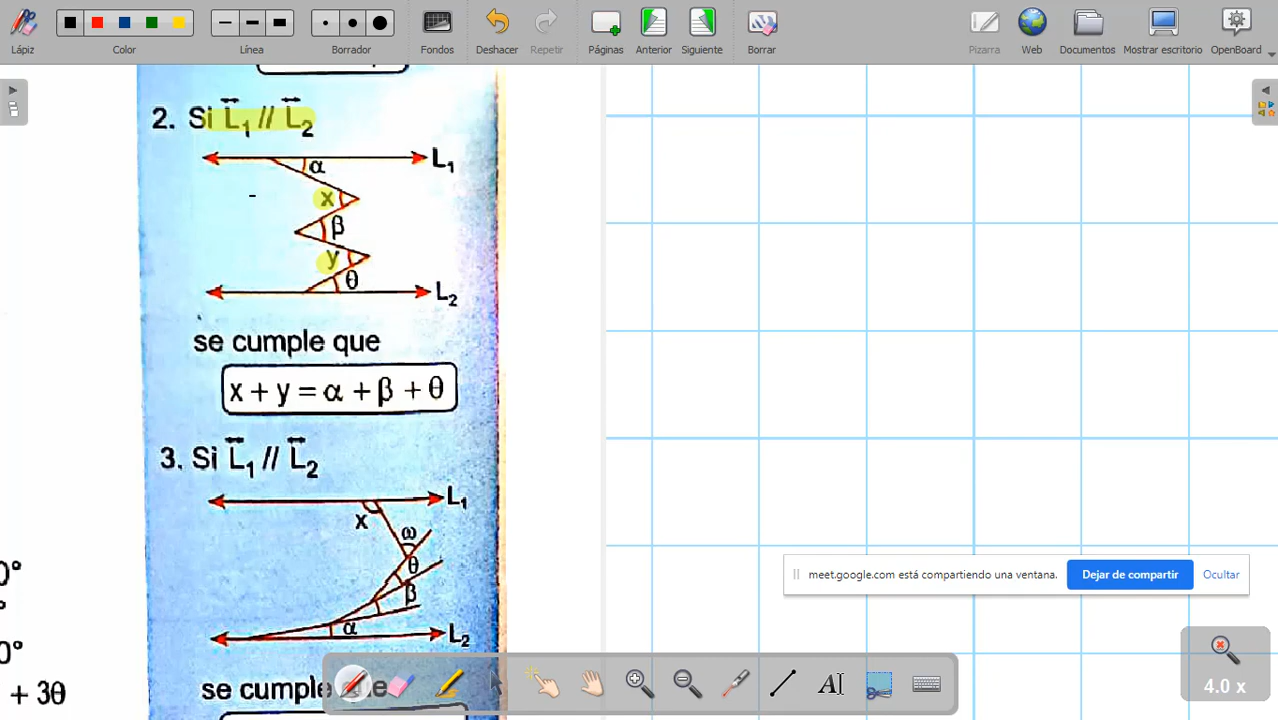 Lápiz
Color
Línea
Borrador
Fondos
Deshacer
Repetir
Páginas
Anterior
Siguiente
Borrar
Pizarra
Web
Documentos
Mostrar escritorio
OpenBoard
2. Si L₁ // L₂
L₁
α
x
β
y
θ
L₂
se cumple que
x + y = α + β + θ
3. Si L₁ // L₂
L₁
x
ω
θ
β
α
L₂
se cumple
+ 3θ
meet.google.com está compartiendo una ventana.
Dejar de compartir
Ocultar
4.0 x